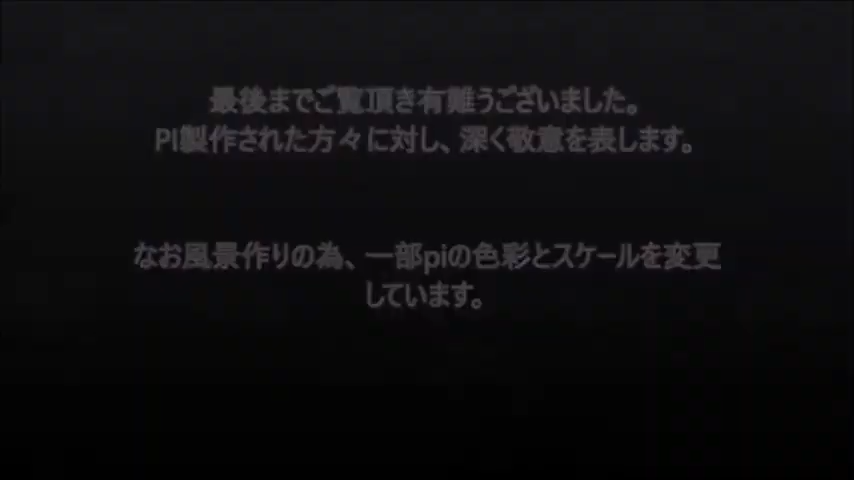 最後までご覧頂き有難うございました。
PI製作された方々に対し、深く敬意を表します。
なお風景作りの為、一部piの色彩とスケールを変更
しています。